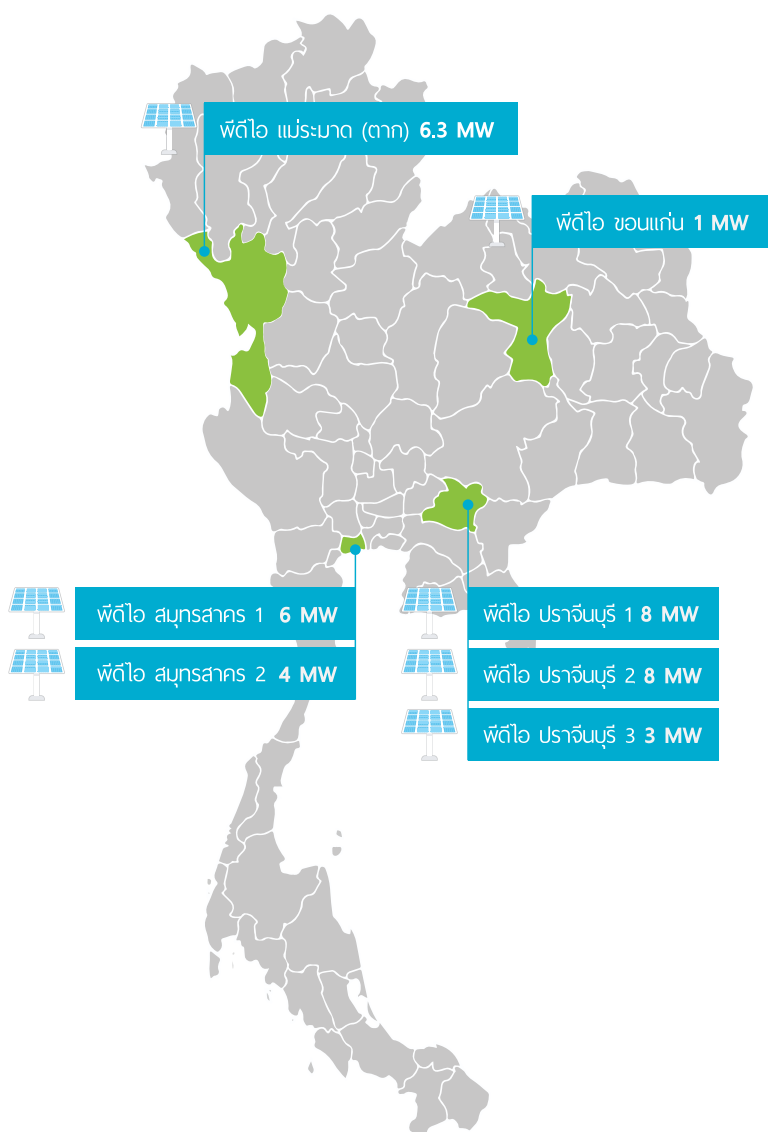 พีดีไอ แม่ระมาด (ตาก) 6.3 MW
พีดีไอ ขอนแก่น 1 MW
พีดีไอ สมุทรสาคร 1 6 MW
พีดีไอ สมุทรสาคร 2 4 MW
พีดีไอ ปราจีนบุรี 1 8 MW
พีดีไอ ปราจีนบุรี 2 8 MW
พีดีไอ ปราจีนบุรี 3 3 MW